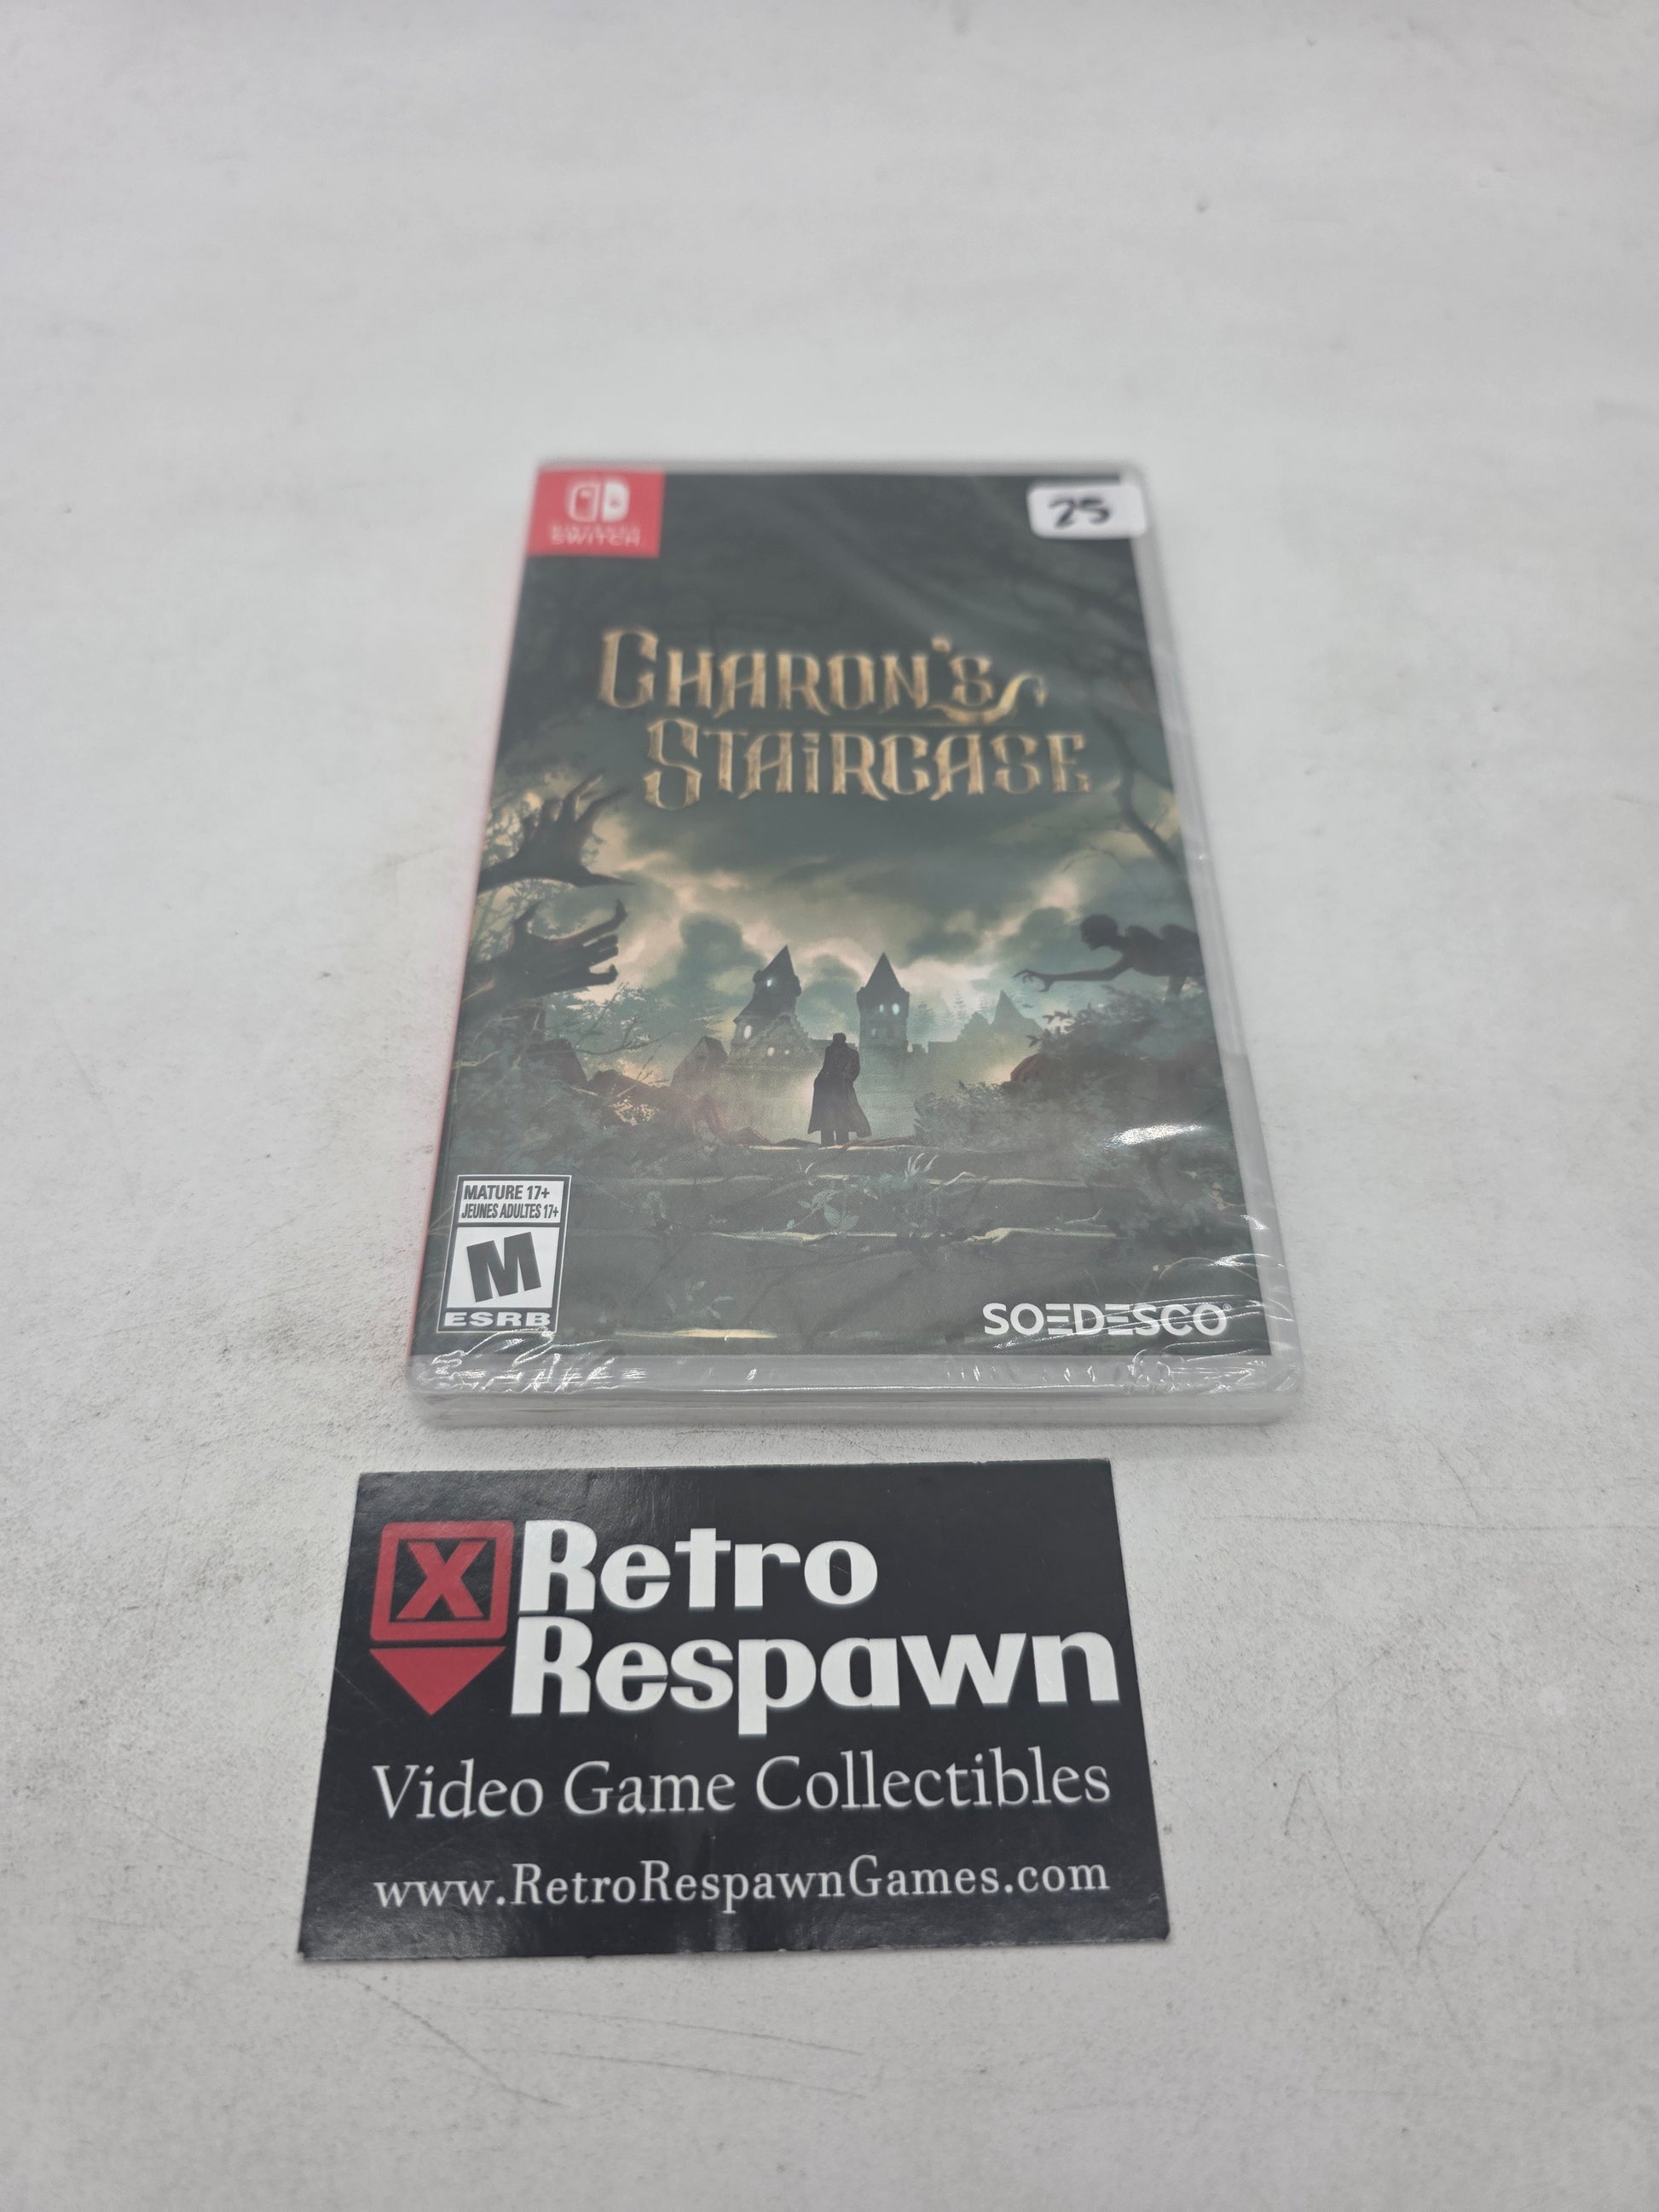 NINTENDO
SWITCH
25
CHARON'S
STAIRCASE
MATURE 17+
JEUNES ADULTES 17+
M
ESRB
SOEDESCO®
X Retro
Respawn
Video Game Collectibles
www.RetroRespawnGames.com